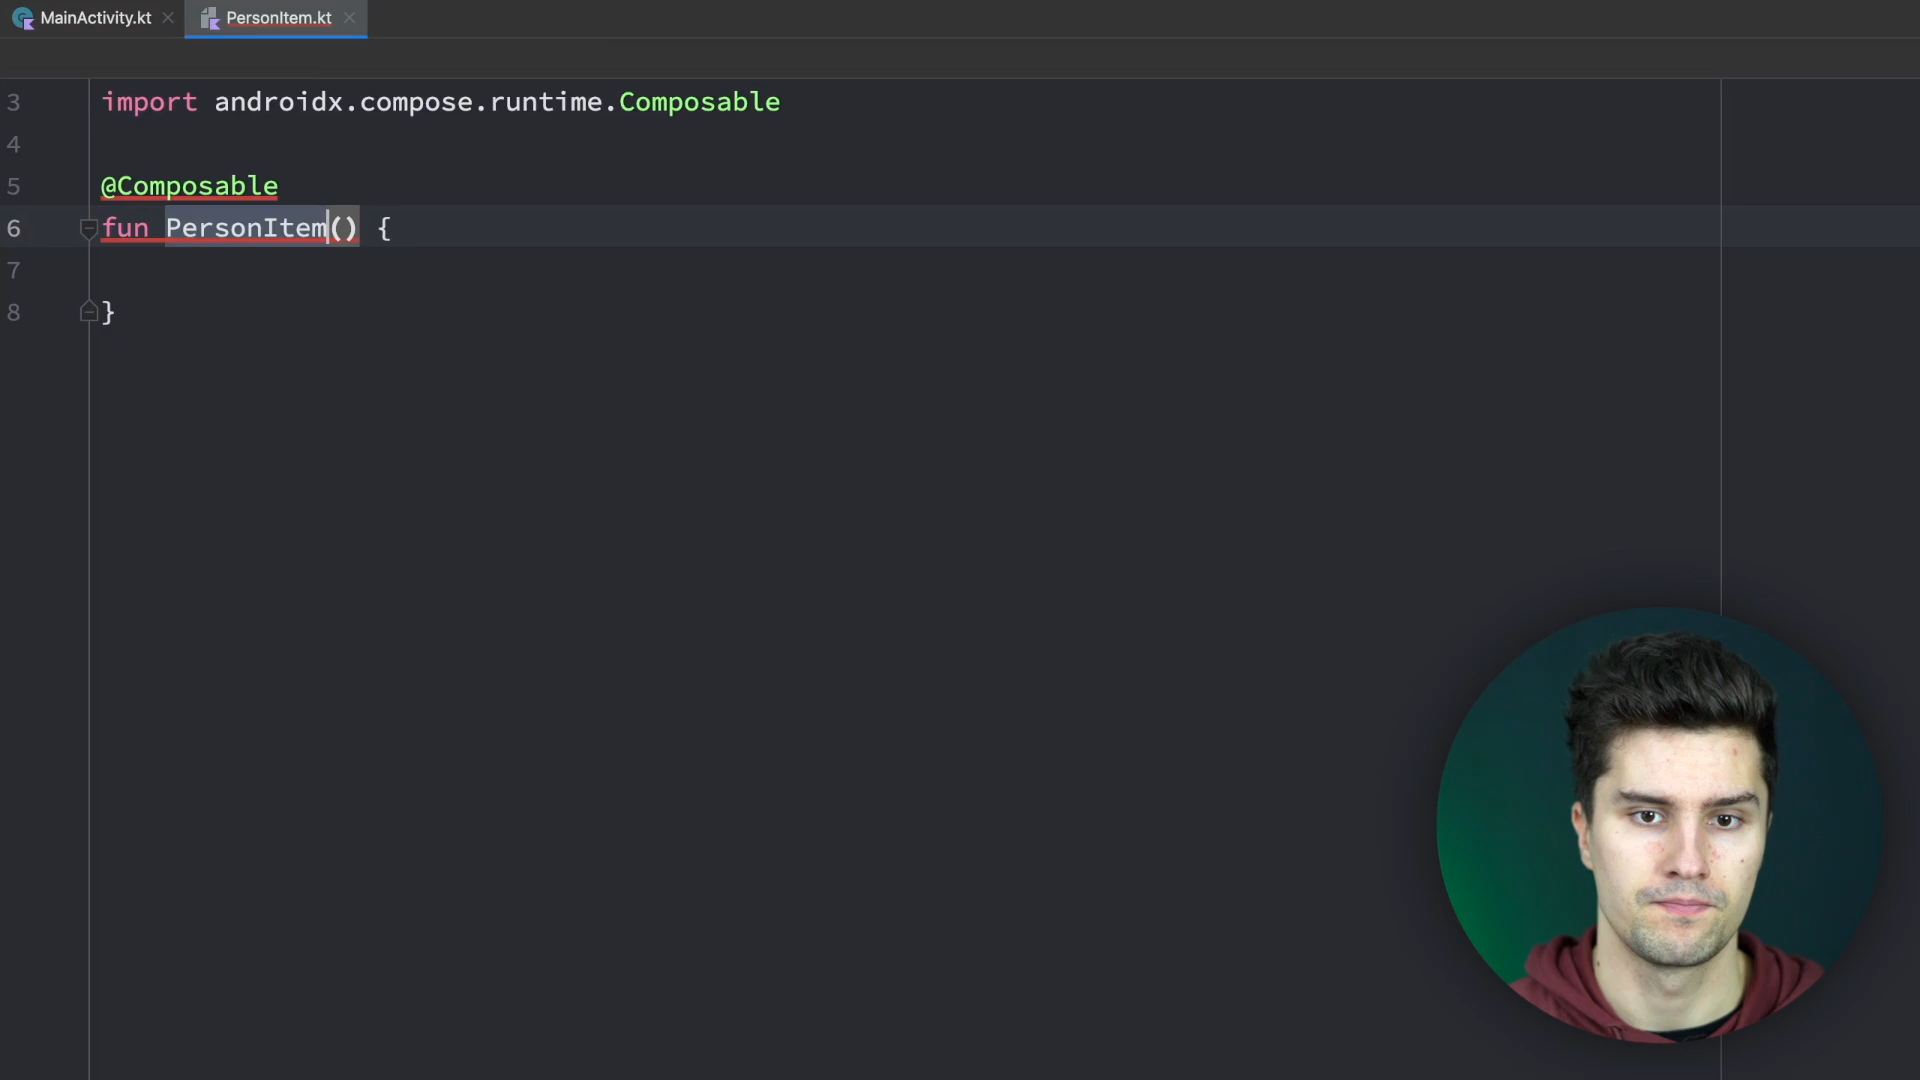 MainActivity.kt
PersonItem.kt
3 import androidx.compose.runtime.Composable
4
5 @Composable
6 fun PersonItem() {
7
8 }